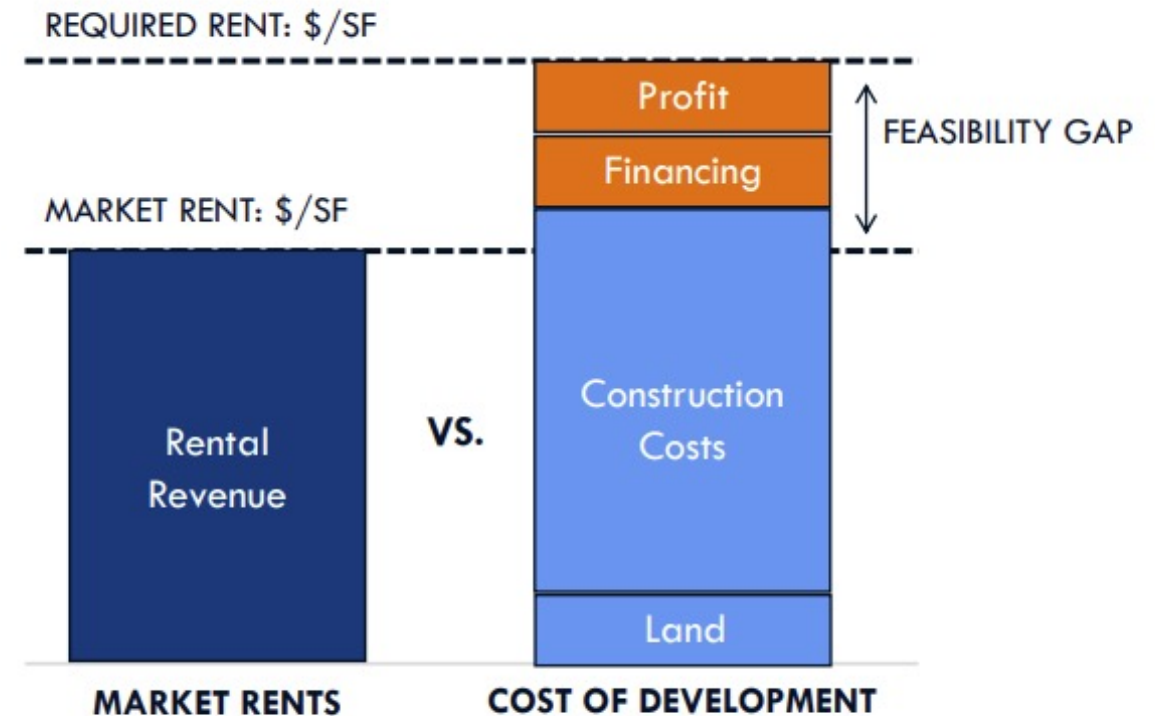 REQUIRED RENT: $/SF
Profit
FEASIBILITY GAP
Financing
MARKET RENT: $/SF
Construction
Costs
VS.
Rental
Revenue
Land
MARKET RENTS
COST OF DEVELOPMENT